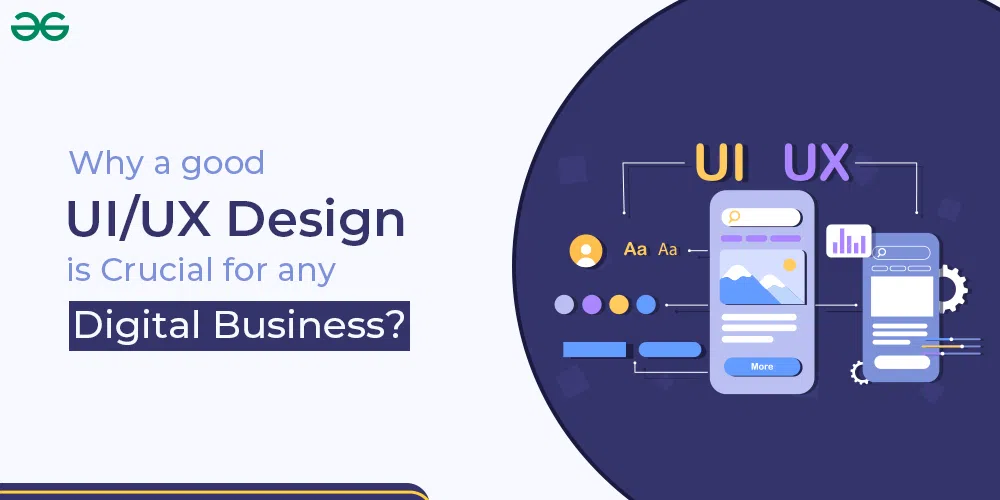 Why a good
UI/UX Design
is Crucial for any
Digital Business?
UI UX
Aa Aa
More